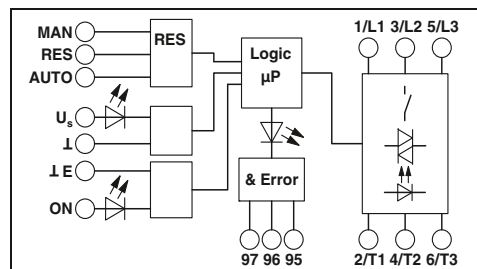 MAN
RES
AUTO
RES
Logic
µP
1/L1 3/L2 5/L3
Us
⊥
⊥ E
ON
& Error
97 96 95
2/T1 4/T2 6/T3